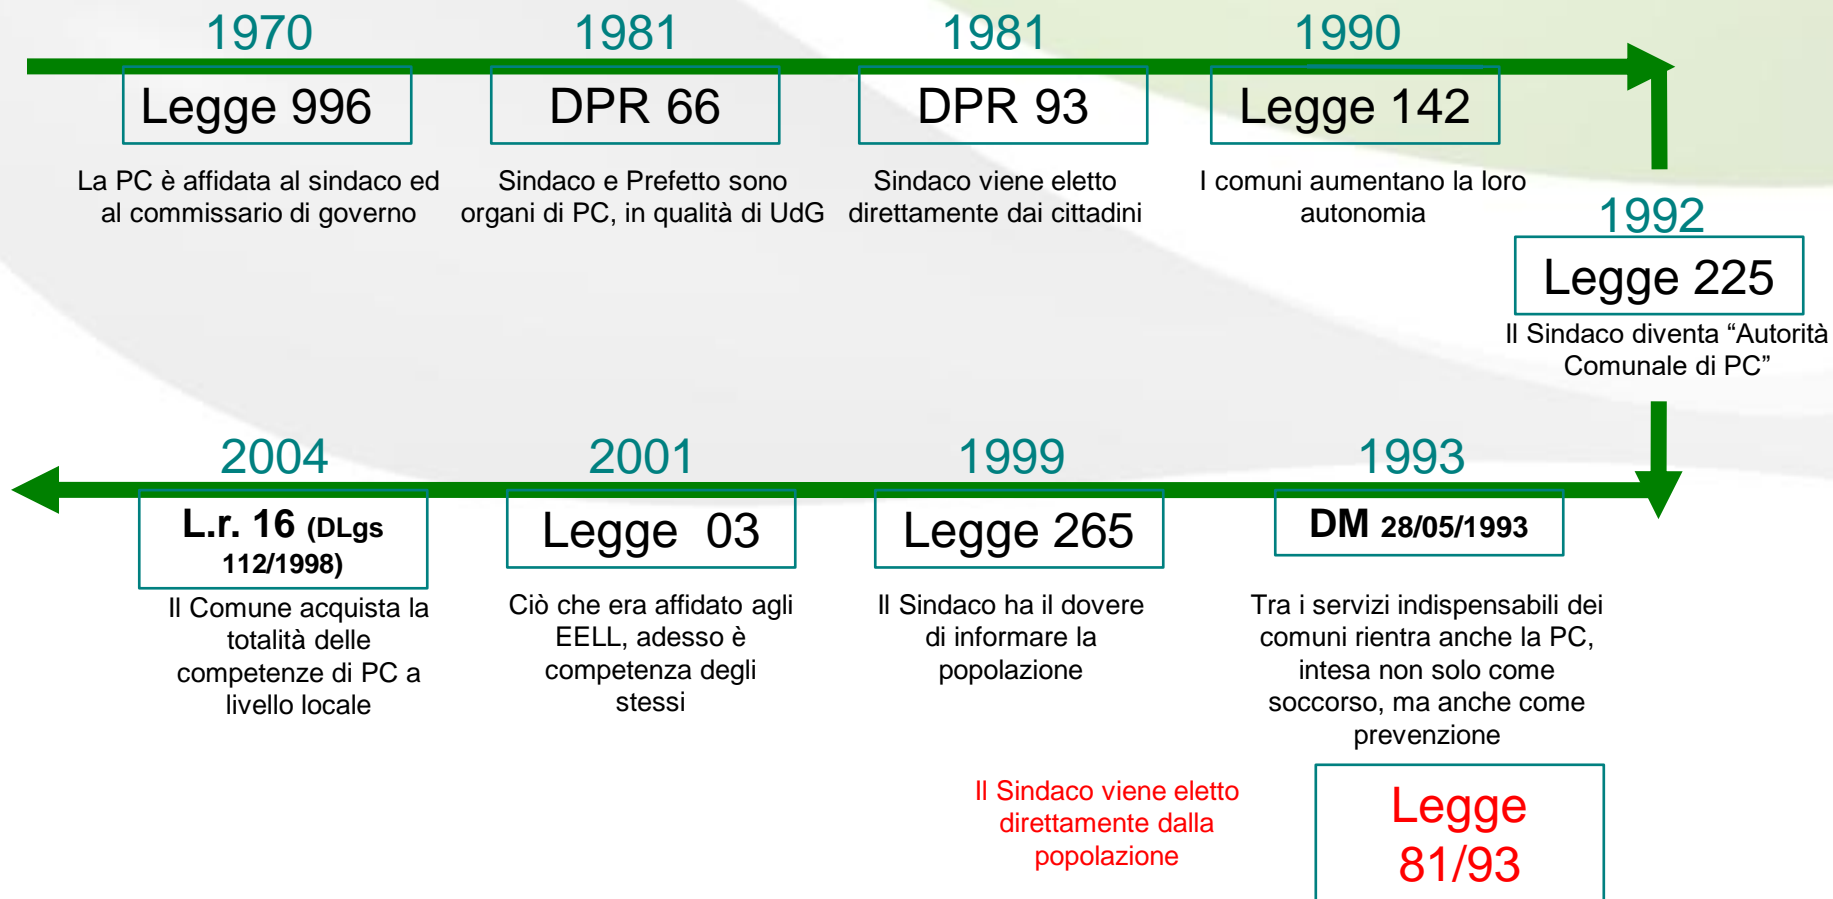 1970
Legge 996
La PC è affidata al sindaco ed
al commissario di governo
1981
DPR 66
Sindaco e Prefetto sono
organi di PC, in qualità di UdG
1981
DPR 93
Sindaco viene eletto
direttamente dai cittadini
1990
Legge 142
I comuni aumentano la loro
autonomia
1992
Legge 225
Il Sindaco diventa “Autorità
Comunale di PC”
1993
DM 28/05/1993
Tra i servizi indispensabili dei
comuni rientra anche la PC,
intesa non solo come
soccorso, ma anche come
prevenzione
Legge
81/93
Il Sindaco viene eletto
direttamente dalla
popolazione
1999
Legge 265
Il Sindaco ha il dovere
di informare la
popolazione
2001
Legge 03
Ciò che era affidato agli
EELL, adesso è
competenza degli
stessi
2004
L.r. 16 (DLgs
112/1998)
Il Comune acquista la
totalità delle
competenze di PC a
livello locale